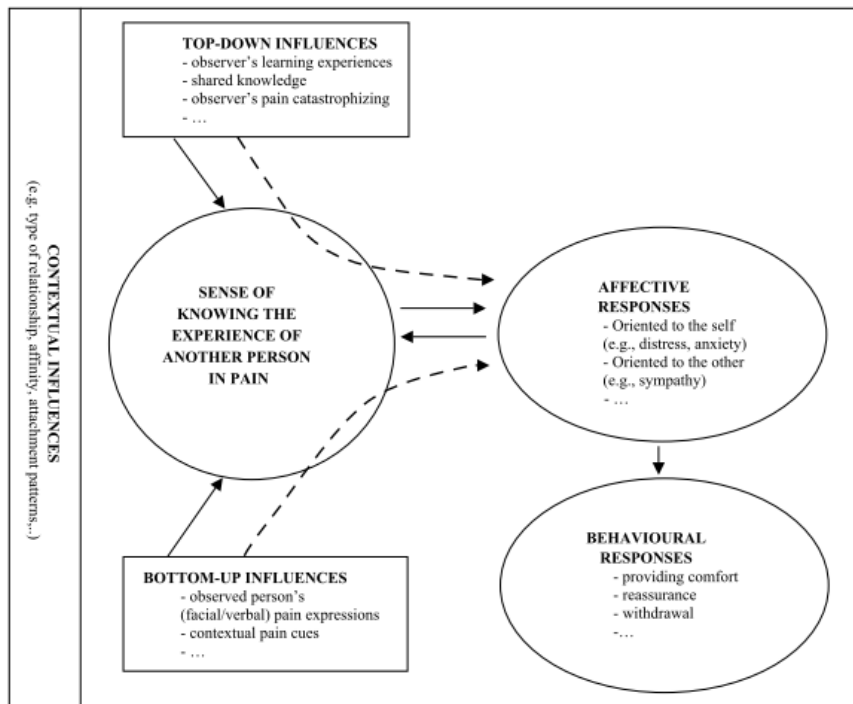 CONTEXTUAL INFLUENCES
(e.g. type of relationship, affinity, attachment patterns,..)
TOP-DOWN INFLUENCES
- observer's learning experiences
- shared knowledge
- observer's pain catastrophizing
- …
SENSE OF
KNOWING THE
EXPERIENCE OF
ANOTHER PERSON
IN PAIN
AFFECTIVE
RESPONSES
- Oriented to the self
(e.g., distress, anxiety)
- Oriented to the other
(e.g., sympathy)
- …
BOTTOM-UP INFLUENCES
- observed person's
(facial/verbal) pain expressions
- contextual pain cues
- …
BEHAVIOURAL
RESPONSES
- providing comfort
- reassurance
- withdrawal
-…